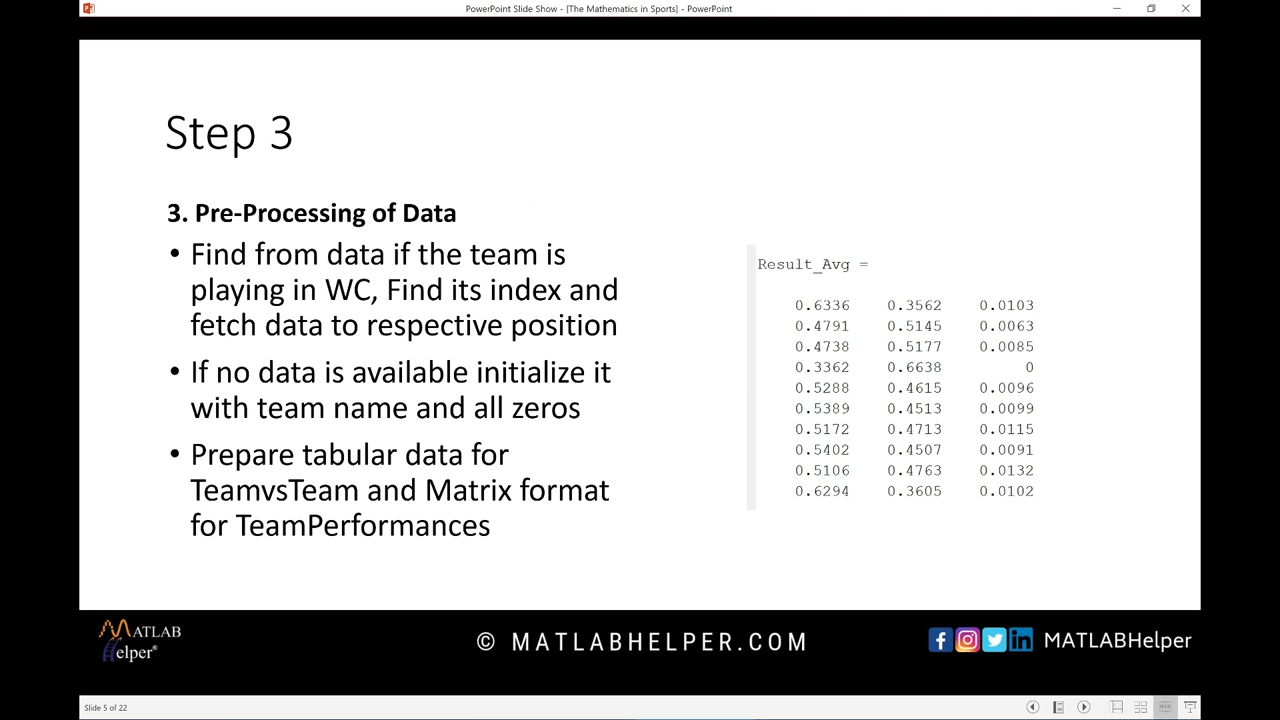 PowerPoint Slide Show - [The Mathematics in Sports] - PowerPoint
Step 3
3. Pre-Processing of Data
• Find from data if the team is
playing in WC, Find its index and
fetch data to respective position
• If no data is available initialize it
with team name and all zeros
• Prepare tabular data for
TeamvsTeam and Matrix format
for TeamPerformances
Result_Avg =
0.6336 0.3562 0.0103
0.4791 0.5145 0.0063
0.4738 0.5177 0.0085
0.3362 0.6638 0
0.5288 0.4615 0.0096
0.5389 0.4513 0.0099
0.5172 0.4713 0.0115
0.5402 0.4507 0.0091
0.5106 0.4763 0.0132
0.6294 0.3605 0.0102
MATLAB
Helper®
© MATLABHELPER.COM
MATLABHelper
Slide 5 of 22